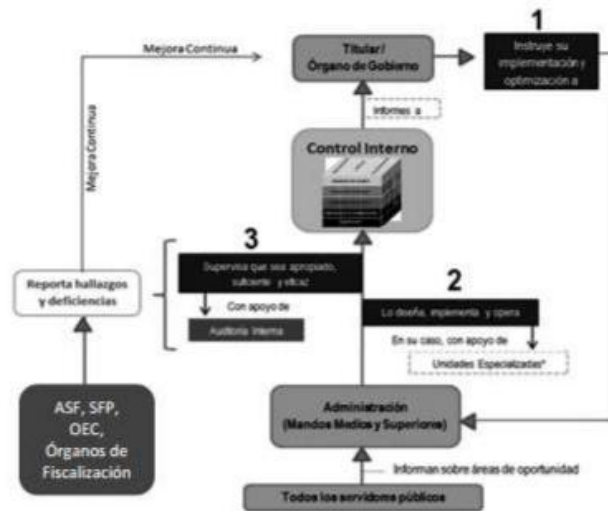 1
Mejora Continua
Titular/
Órgano de Gobierno
Instruye su
implementación y
optimización a
Informes a
Mejora Continua
Control Interno
3
Supervisa que sea apropiado,
suficiente y eficaz
2
Reporta hallazgos
y deficiencias
Con apoyo de
Lo diseña, implementa y opera
Auditoría Interna
En su caso, con apoyo de
Unidades Especializadas*
ASF, SFP,
OEC,
Órganos de
Fiscalización
Administración
(Mandos Medios y Superiores)
Informan sobre áreas de oportunidad
Todos los servidores públicos